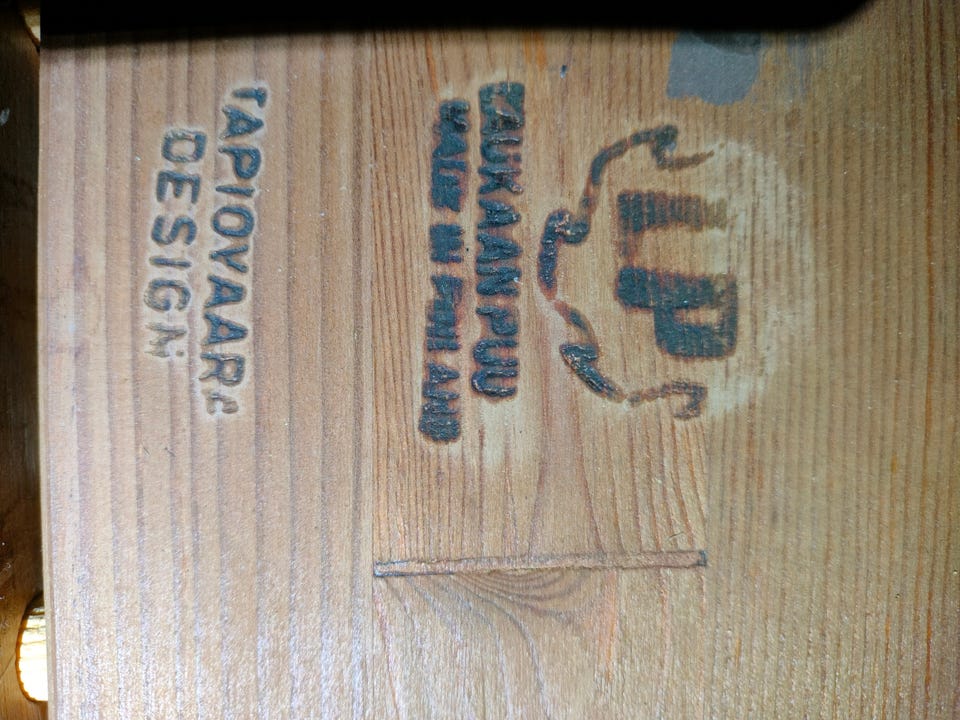 LP
LAUKAAN PUU
MADE IN FINLAND
TAPIOVAARA
DESIGN